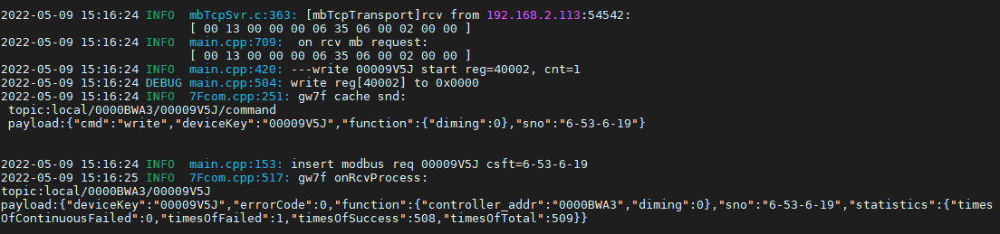 2022-05-09 15:16:24 INFO  mbTcpSvr.c:363: [mbTcpTransport]rcv from 192.168.2.113:54542:
[ 00 13 00 00 00 06 35 06 00 02 00 00 ]
2022-05-09 15:16:24 INFO  main.cpp:709:  on rcv mb request:
[ 00 13 00 00 00 06 35 06 00 02 00 00 ]
2022-05-09 15:16:24 INFO  main.cpp:420: ---write 00009V5J start reg=40002, cnt=1
2022-05-09 15:16:24 DEBUG main.cpp:504: write reg[40002] to 0x0000
2022-05-09 15:16:24 INFO  7Fcom.cpp:251: gw7f cache snd:
topic:local/0000BWA3/00009V5J/command
payload:{"cmd":"write","deviceKey":"00009V5J","function":{"diming":0},"sno":"6-53-6-19"}
2022-05-09 15:16:24 INFO  main.cpp:153: insert modbus req 00009V5J csft=6-53-6-19
2022-05-09 15:16:25 INFO  7Fcom.cpp:517: gw7f onRcvProcess:
topic:local/0000BWA3/00009V5J
payload:{"deviceKey":"00009V5J","errorCode":0,"function":{"controller_addr":"0000BWA3","diming":0},"sno":"6-53-6-19","statistics":{"times
OfContinuousFailed":0,"timesOfFailed":1,"timesOfSuccess":508,"timesOfTotal":509}}